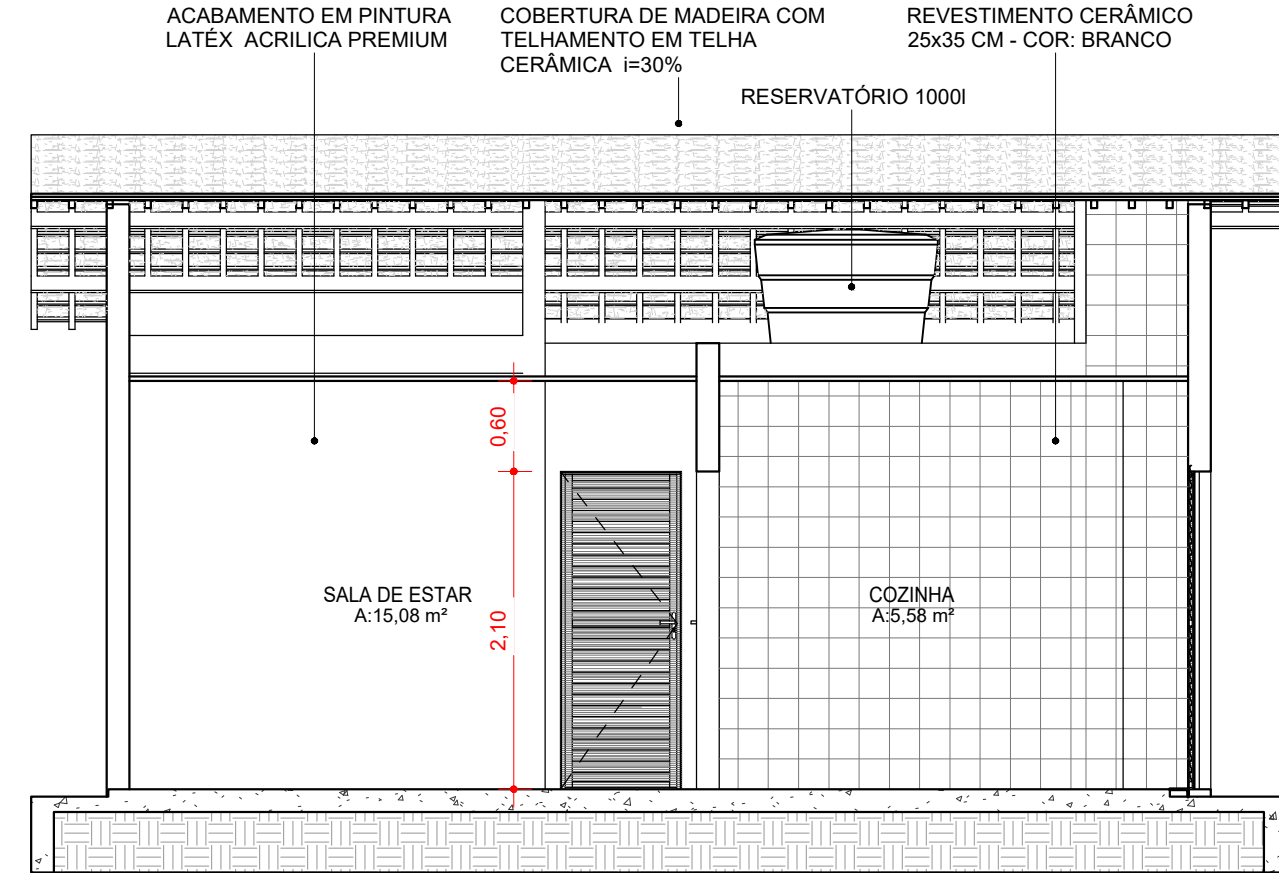 ACABAMENTO EM PINTURA
LATÉX ACRILICA PREMIUM
COBERTURA DE MADEIRA COM
TELHAMENTO EM TELHA
CERÂMICA i=30%
REVESTIMENTO CERÂMICO
25x35 CM - COR: BRANCO
RESERVATÓRIO 1000l
0,60
2,10
SALA DE ESTAR
A:15,08 m²
COZINHA
A:5,58 m²